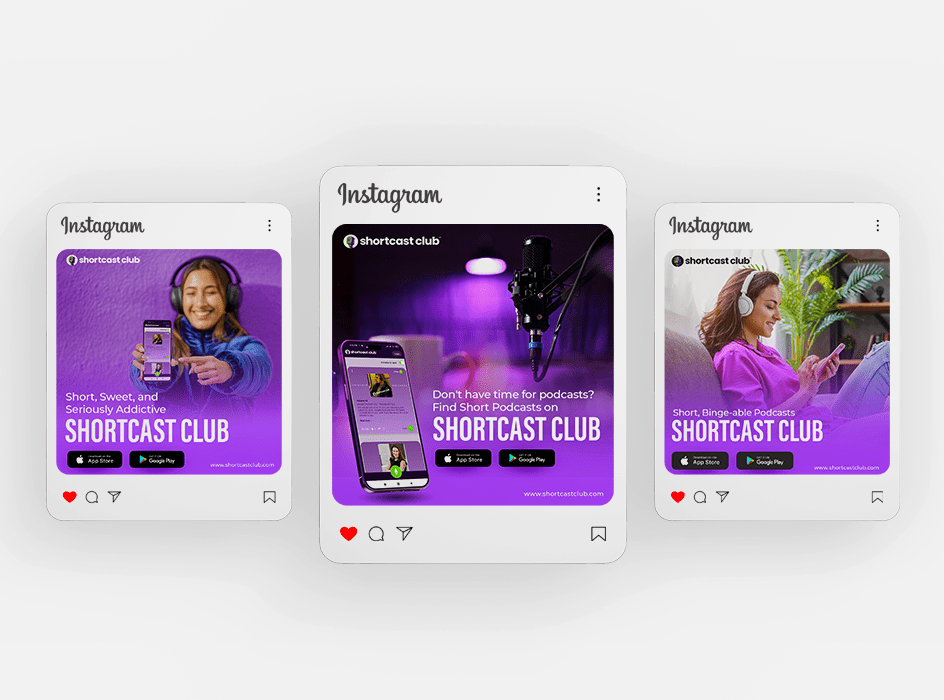 Instagram
shortcast club
Short, Sweet, and
Seriously Addictive
SHORTCAST CLUB
Download on the
App Store
GET IT ON
Google Play
www.shortcastclub.com
Instagram
shortcast club
shortcast club
Don't have time for podcasts?
Find Short Podcasts on
SHORTCAST CLUB
Download on the
App Store
GET IT ON
Google Play
www.shortcastclub.com
Instagram
shortcast club
Short, Binge-able Podcasts
SHORTCAST CLUB
Download on the
App Store
GET IT ON
Google Play
www.shortcastclub.com